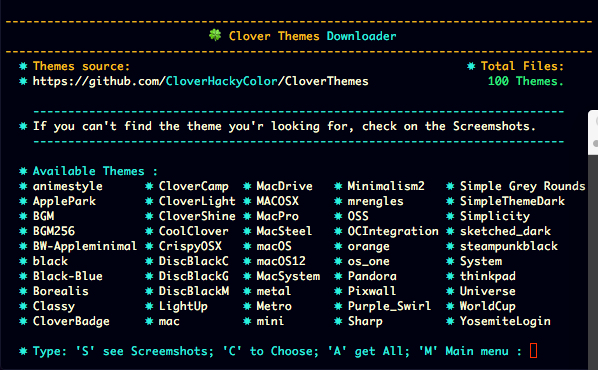 🍀 Clover Themes Downloader
✸ Themes source: ✸ Total Files:
✸ https://github.com/CloverHackyColor/CloverThemes 100 Themes.
✸ If you can't find the theme you'r looking for, check on the Screenshots.
✸ Available Themes :
✸ animestyle ✸ CloverCamp ✸ MacDrive ✸ Minimalism2 ✸ Simple Grey Rounds
✸ ApplePark ✸ CloverLight ✸ MACOSX ✸ mrengles ✸ SimpleThemeDark
✸ BGM ✸ CloverShine ✸ MacPro ✸ OSS ✸ Simplicity
✸ BGM256 ✸ CoolClover ✸ MacSteel ✸ OCIntegration ✸ sketched_dark
✸ BW-Appleminimal ✸ CrispyOSX ✸ macOS ✸ orange ✸ steampunkblack
✸ black ✸ DiscBlackC ✸ macOS12 ✸ os_one ✸ System
✸ Black-Blue ✸ DiscBlackG ✸ MacSystem ✸ Pandora ✸ thinkpad
✸ Borealis ✸ DiscBlackM ✸ metal ✸ Pixwall ✸ Universe
✸ Classy ✸ LightUp ✸ Metro ✸ Purple_Swirl ✸ WorldCup
✸ CloverBadge ✸ mac ✸ mini ✸ Sharp ✸ YosemiteLogin
✸ Type: 'S' see Screenshots; 'C' to Choose; 'A' get All; 'M' Main menu :